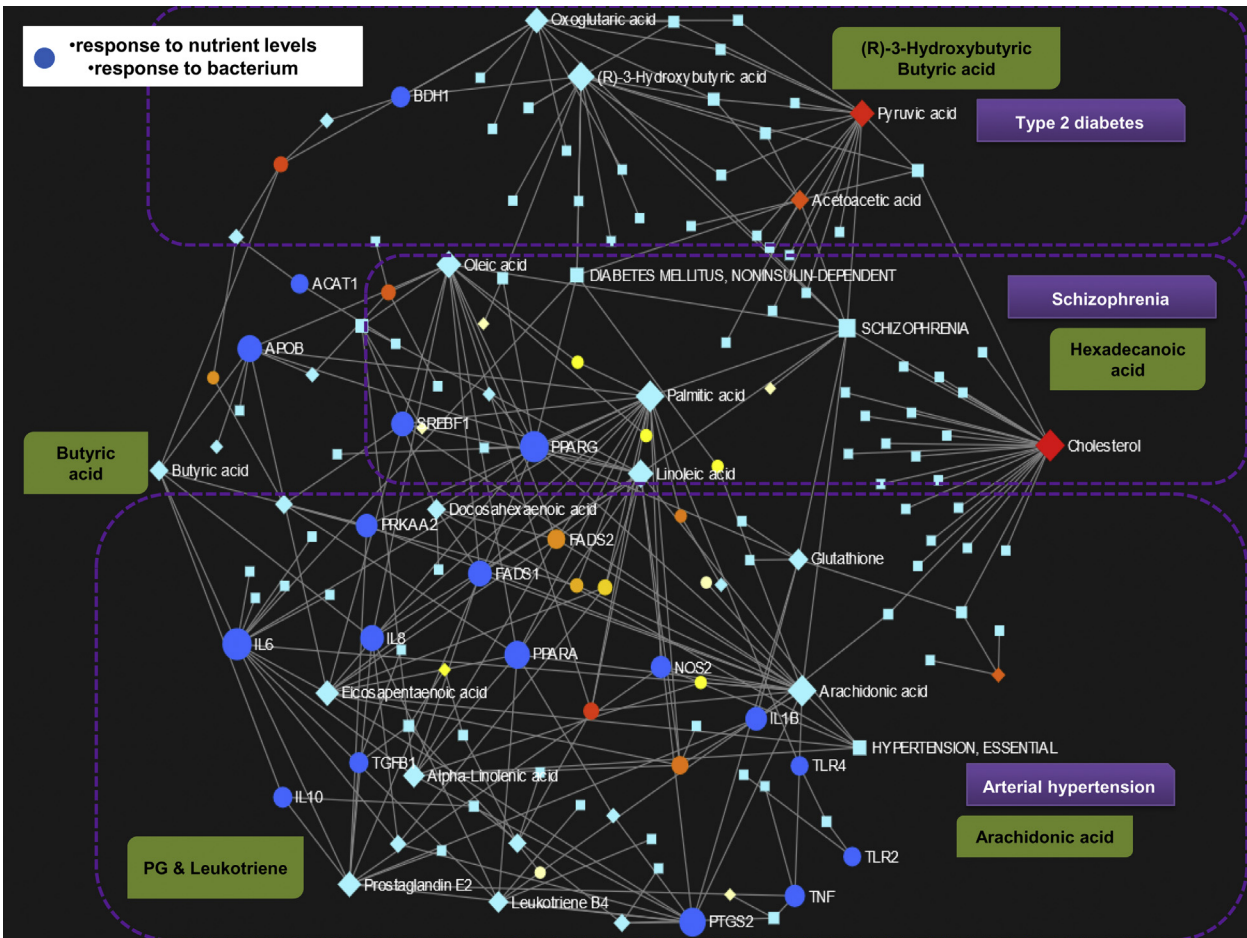 •response to nutrient levels
•response to bacterium
Oxoglutaric acid
(R)-3-Hydroxybutyric
Butyric acid
(R)-3-Hydroxybutyric acid
BDH1
Pyruvic acid
Type 2 diabetes
Acetoacetic acid
Oleic acid
DIABETES MELLITUS, NONINSULIN-DEPENDENT
ACAT1
Schizophrenia
SCHIZOPHRENIA
APOB
Hexadecanoic
acid
Palmitic acid
SREBF1
PPARG
Cholesterol
Butyric
acid
Butyric acid
Linoleic acid
Docosahexaenoic acid
PRKAA2
FADS2
Glutathione
FADS1
IL6
IL8
PPARA
NOS2
Eicosapentaenoic acid
Arachidonic acid
IL1B
HYPERTENSION, ESSENTIAL
TGFB1
Alpha-Linolenic acid
TLR4
Arterial hypertension
IL10
Arachidonic acid
PG & Leukotriene
TLR2
Prostaglandin E2
Leukotriene B4
TNF
PTGS2